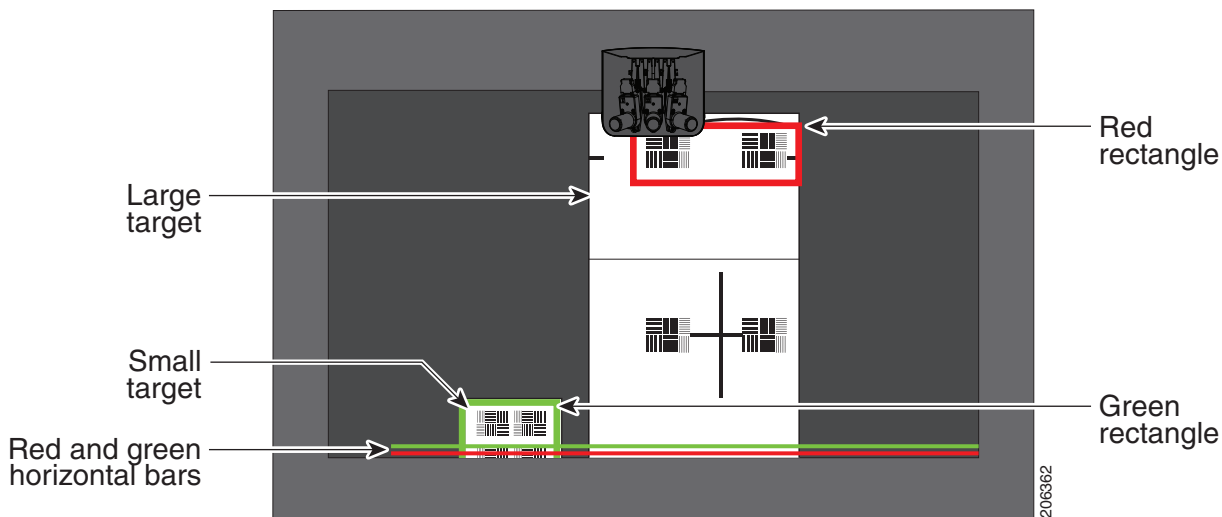 Red
rectangle
Large
target
Small
target
Green
rectangle
Red and green
horizontal bars
206362